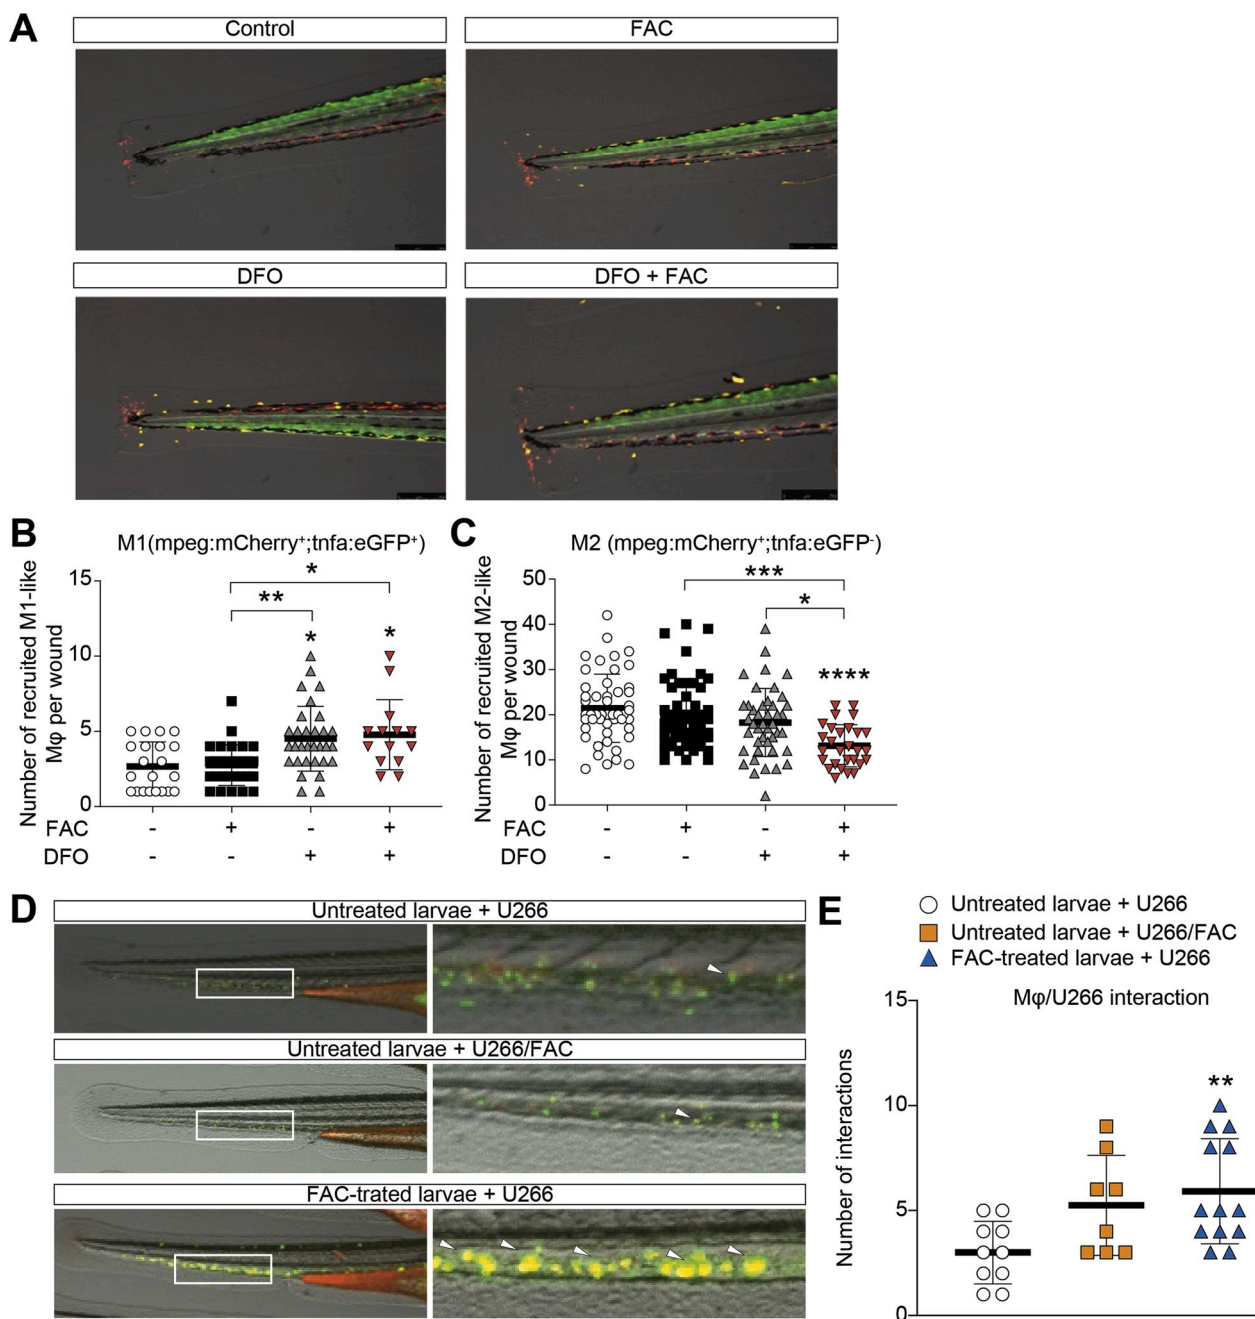 A
Control
FAC
DFO
DFO + FAC
B
M1(mpeg:mCherry⁺;tnfa:eGFP⁺)
Number of recruited M1-like
Mφ per wound
15
10
5
0
*
**
*
*
FAC - + - +
DFO - - + +
C
M2 (mpeg:mCherry⁺;tnfa:eGFP⁻)
Number of recruited M2-like
Mφ per wound
50
40
30
20
10
0
***
*
****
FAC - + - +
DFO - - + +
D
Untreated larvae + U266
Untreated larvae + U266/FAC
FAC-trated larvae + U266
E
Untreated larvae + U266
Untreated larvae + U266/FAC
FAC-treated larvae + U266
Mφ/U266 interaction
Number of interactions
15
10
5
0
**